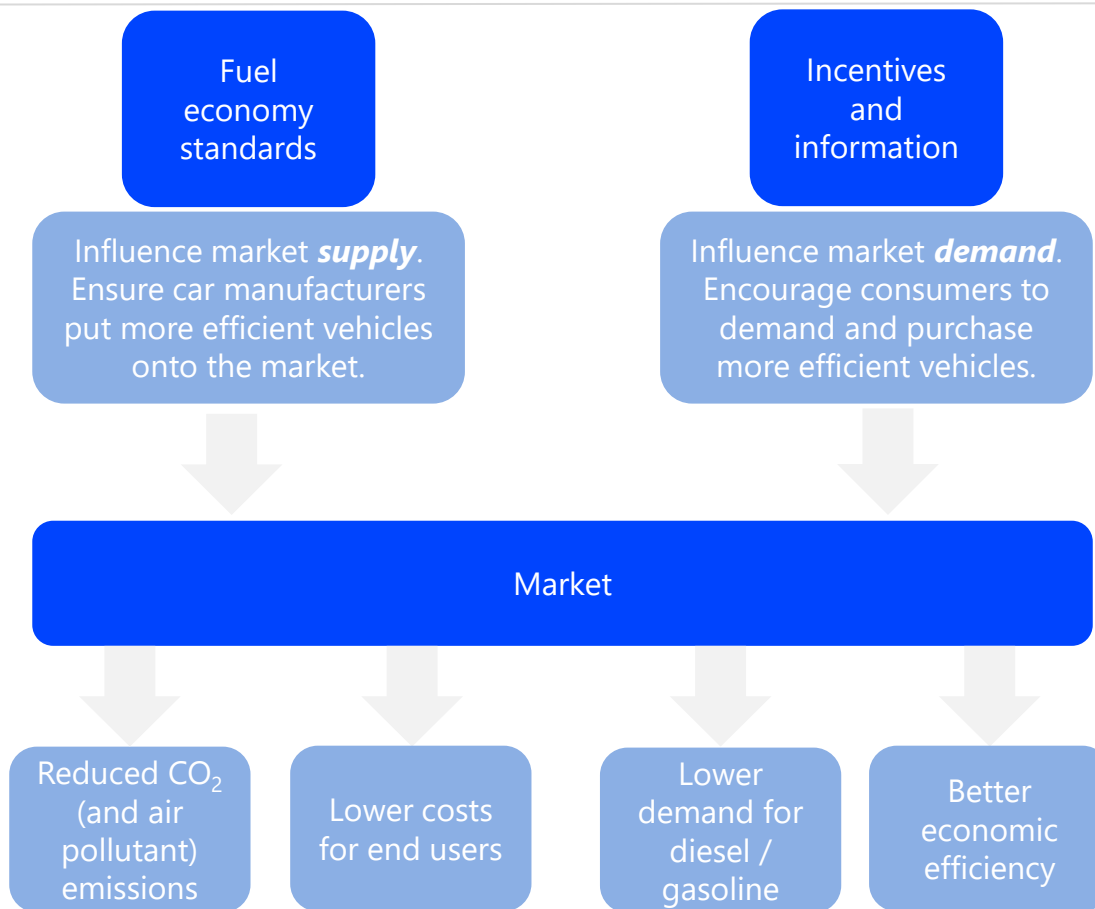 Fuel
economy
standards
Incentives
and
information
Influence market supply.
Ensure car manufacturers
put more efficient vehicles
onto the market.
Influence market demand.
Encourage consumers to
demand and purchase
more efficient vehicles.
Market
Reduced CO₂
(and air
pollutant)
emissions
Lower costs
for end users
Lower
demand for
diesel /
gasoline
Better
economic
efficiency